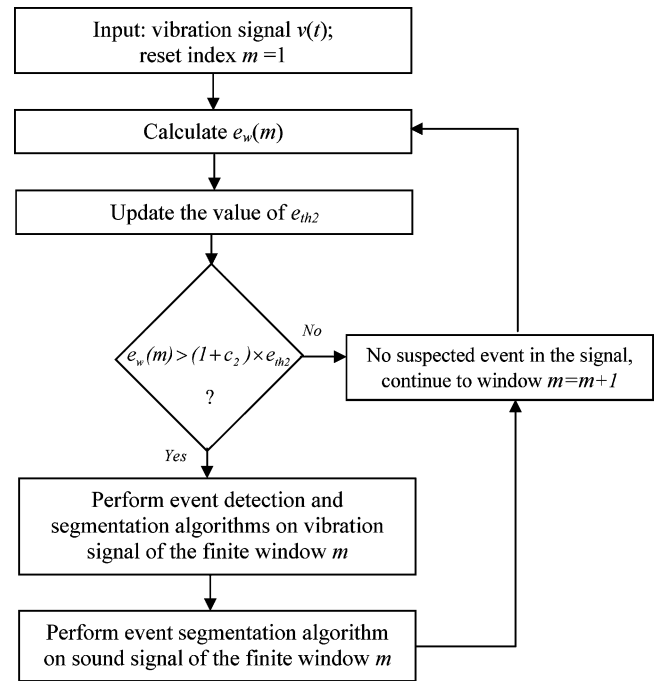 Input: vibration signal v(t);
reset index m =1
Calculate e_w(m)
Update the value of e_th2
e_w(m)>(1+c_2)×e_th2
?
No
No suspected event in the signal,
continue to window m=m+1
Yes
Perform event detection and
segmentation algorithms on vibration
signal of the finite window m
Perform event segmentation algorithm
on sound signal of the finite window m